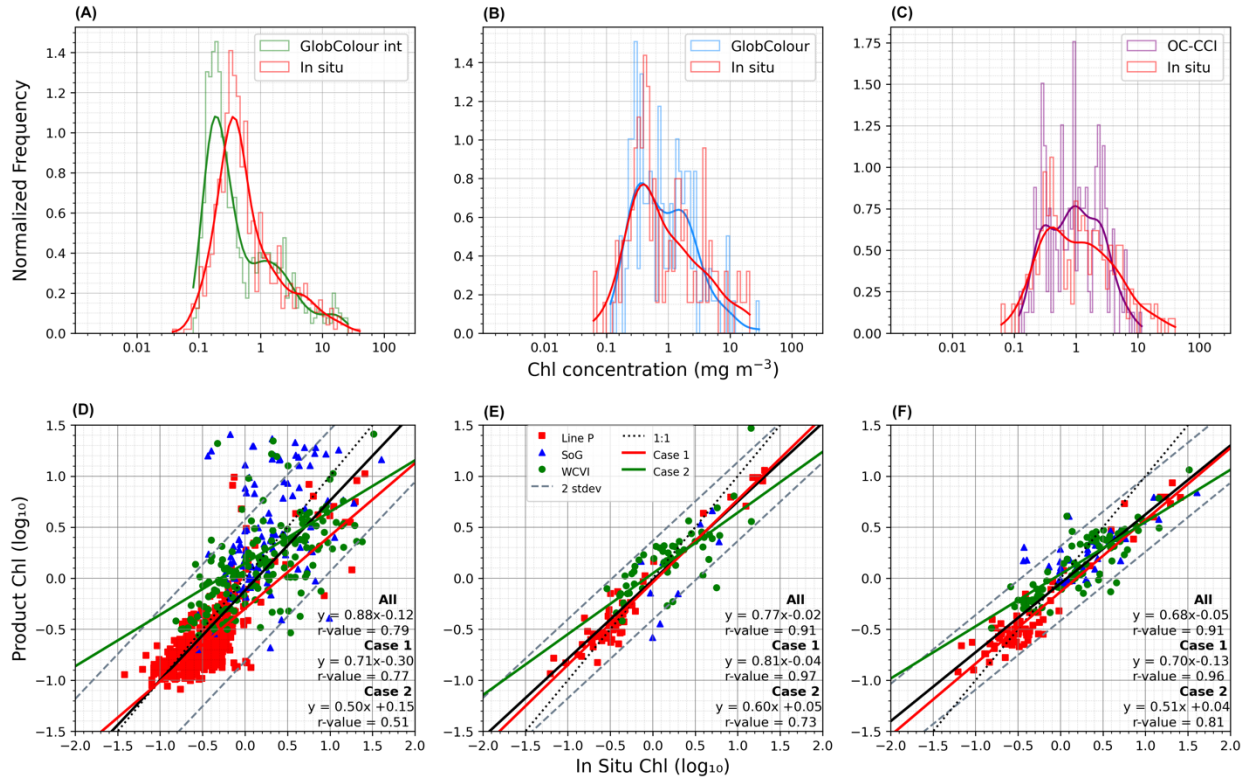 (A)
Normalized Frequency
1.4
1.2
1.0
0.8
0.6
0.4
0.2
0.0
0.01
0.1
1
10
100
GlobColour int
In situ
(B)
1.4
1.2
1.0
0.8
0.6
0.4
0.2
0.0
0.01
0.1
1
10
100
GlobColour
In situ
(C)
1.75
1.50
1.25
1.00
0.75
0.50
0.25
0.00
0.01
0.1
1
10
100
OC-CCI
In situ
Chl concentration (mg m⁻³)
(D)
Product Chl (log₁₀)
1.5
1.0
0.5
0.0
−0.5
−1.0
−1.5
−2.0
−1.5
−1.0
−0.5
0.0
0.5
1.0
1.5
2.0
All
y = 0.88x-0.12
r-value = 0.79
Case 1
y = 0.71x-0.30
r-value = 0.77
Case 2
y = 0.50x +0.15
r-value = 0.51
(E)
Line P
SoG
WCVI
2 stdev
1:1
Case 1
Case 2
1.5
1.0
0.5
0.0
−0.5
−1.0
−1.5
−2.0
−1.5
−1.0
−0.5
0.0
0.5
1.0
1.5
2.0
All
y = 0.77x-0.02
r-value = 0.91
Case 1
y = 0.81x-0.04
r-value = 0.97
Case 2
y = 0.60x +0.05
r-value = 0.73
(F)
1.5
1.0
0.5
0.0
−0.5
−1.0
−1.5
−2.0
−1.5
−1.0
−0.5
0.0
0.5
1.0
1.5
2.0
All
y = 0.68x-0.05
r-value = 0.91
Case 1
y = 0.70x-0.13
r-value = 0.96
Case 2
y = 0.51x +0.04
r-value = 0.81
In Situ Chl (log₁₀)